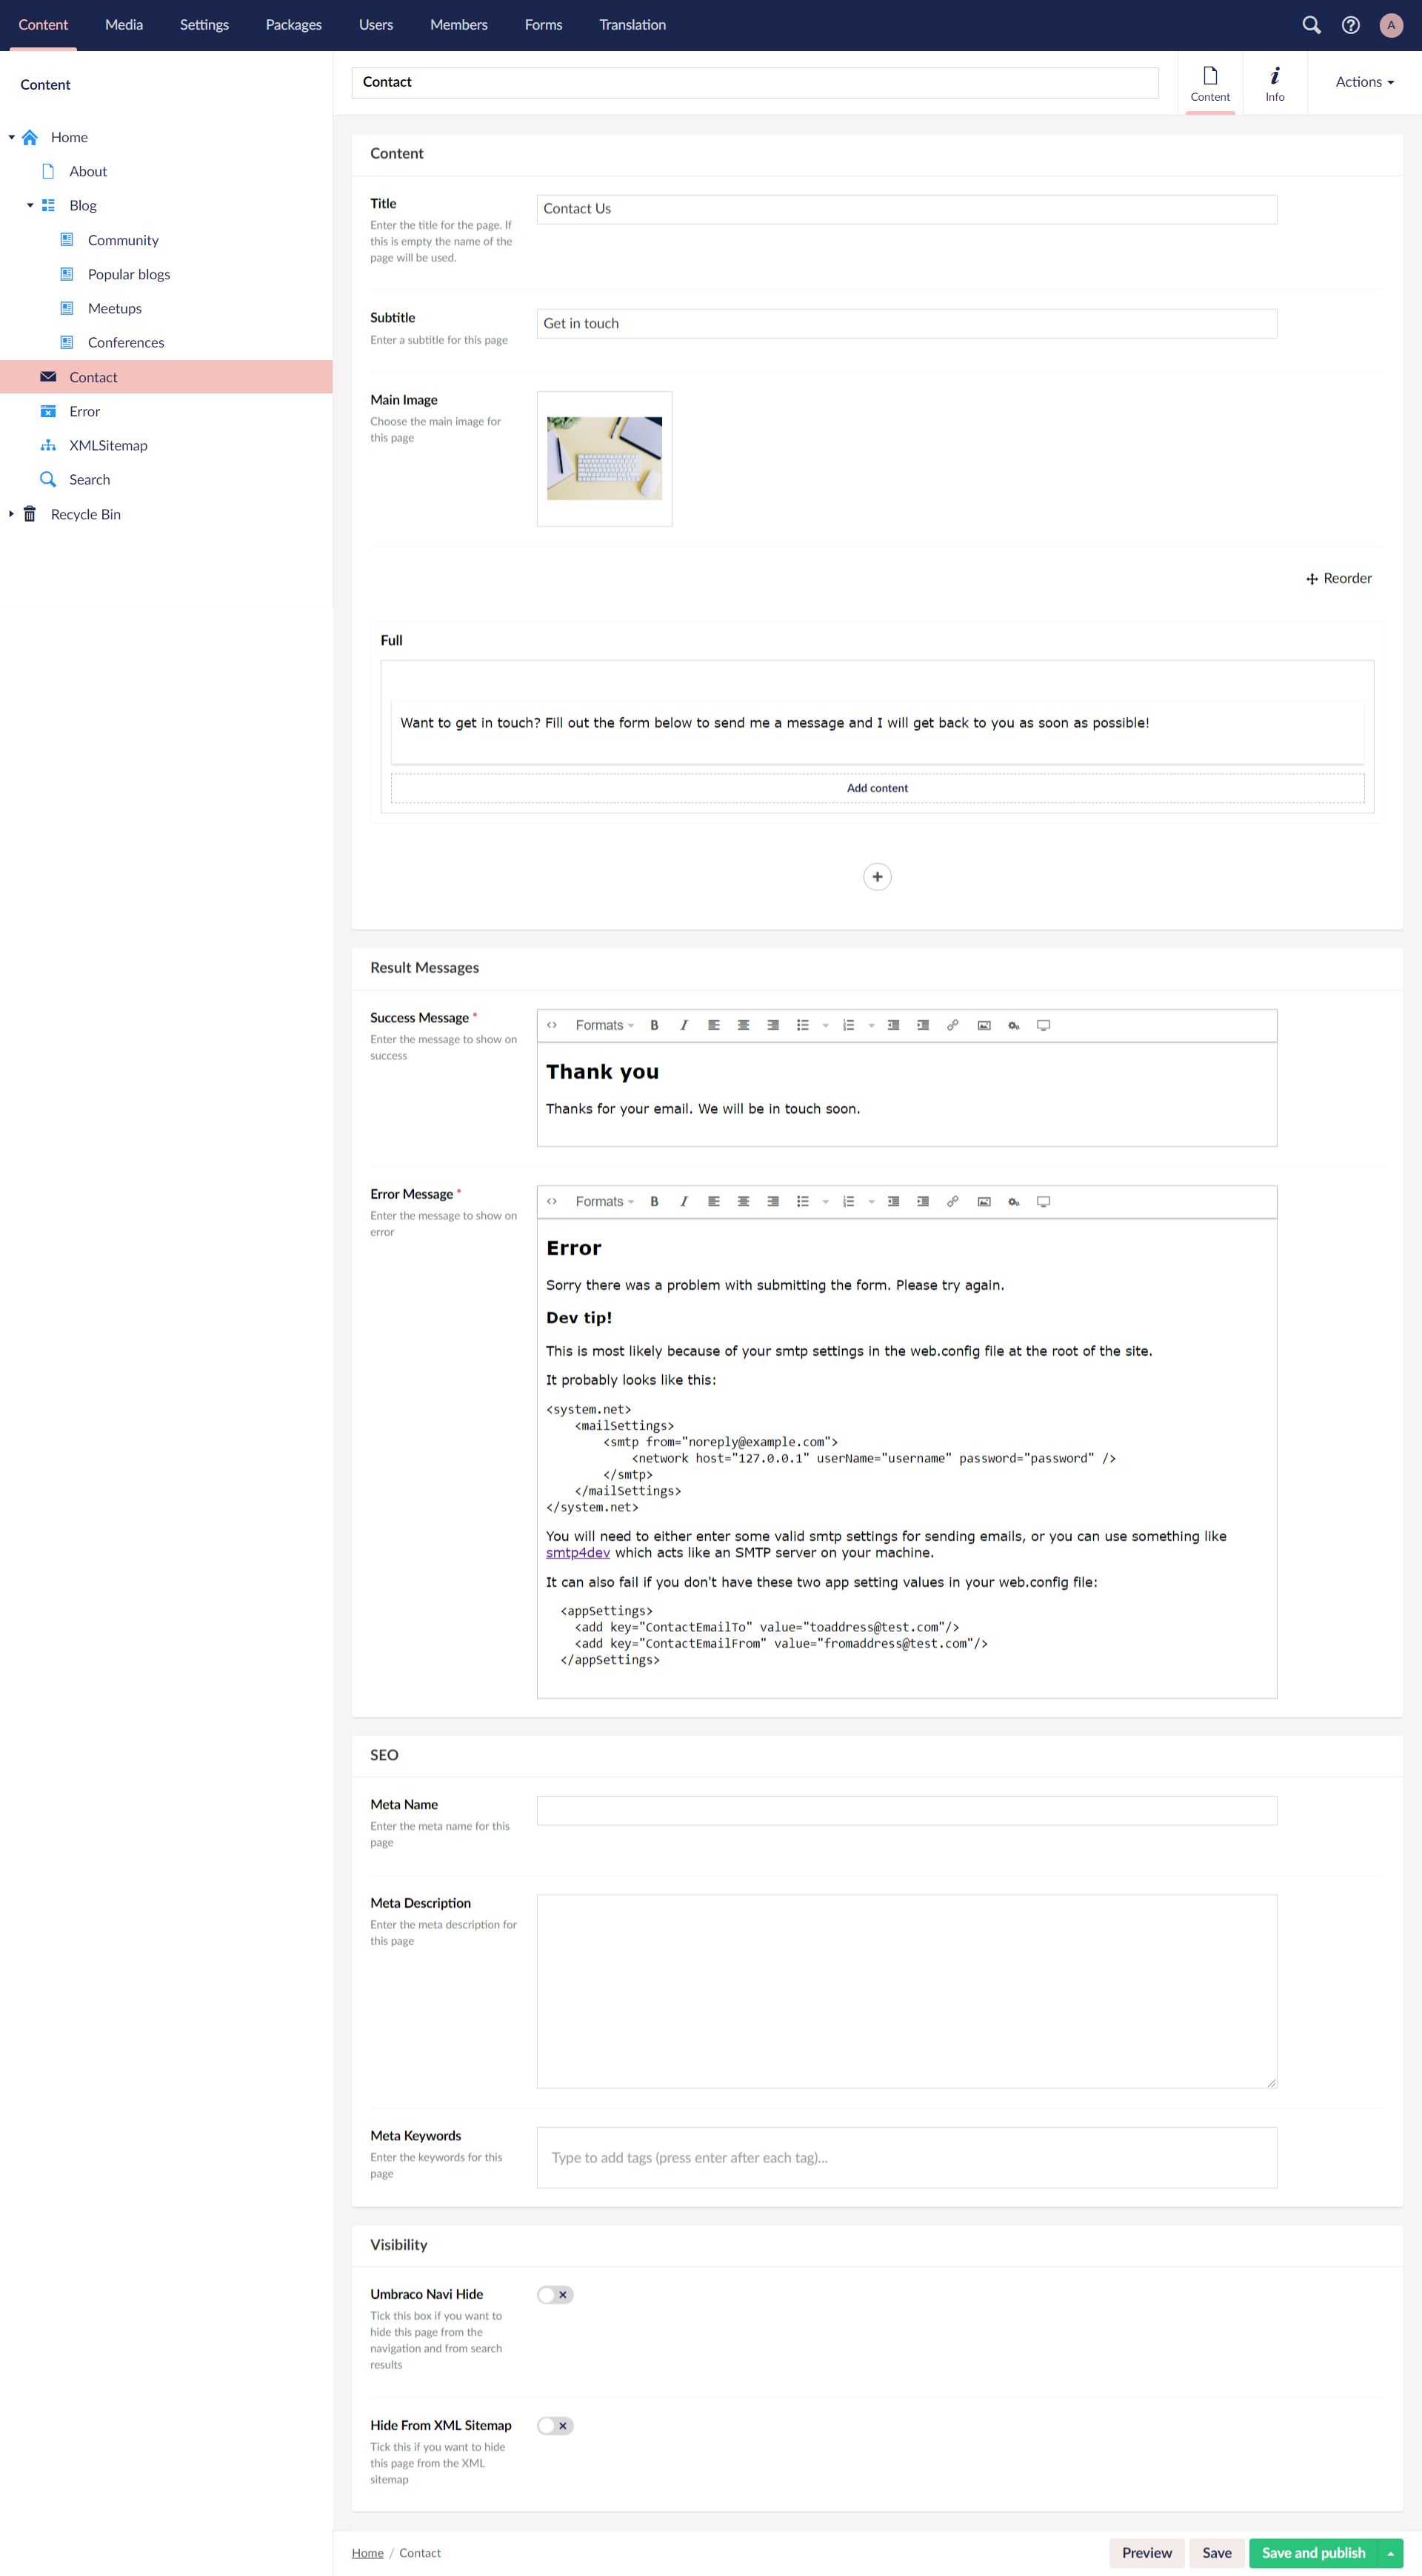 Content Media Settings Packages Users Members Forms Translation
A
Content
Home
About
Blog
Community
Popular blogs
Meetups
Conferences
Contact
Error
XMLSitemap
Search
Recycle Bin
Contact
Content
Info
Actions
Content
Title
Enter the title for the page. If
this is empty the name of the
page will be used.
Contact Us
Subtitle
Enter a subtitle for this page
Get in touch
Main Image
Choose the main image for
this page
Reorder
Full
Want to get in touch? Fill out the form below to send me a message and I will get back to you as soon as possible!
Add content
Result Messages
Success Message *
Enter the message to show on
success
Formats
Thank you
Thanks for your email. We will be in touch soon.
Error Message *
Enter the message to show on
error
Formats
Error
Sorry there was a problem with submitting the form. Please try again.
Dev tip!
This is most likely because of your smtp settings in the web.config file at the root of the site.
It probably looks like this:
<system.net>
<mailSettings>
<smtp from="noreply@example.com">
<network host="127.0.0.1" userName="username" password="password" />
</smtp>
</mailSettings>
</system.net>
You will need to either enter some valid smtp settings for sending emails, or you can use something like
smtp4dev which acts like an SMTP server on your machine.
It can also fail if you don't have these two app setting values in your web.config file:
<appSettings>
<add key="ContactEmailTo" value="toaddress@test.com"/>
<add key="ContactEmailFrom" value="fromaddress@test.com"/>
</appSettings>
SEO
Meta Name
Enter the meta name for this
page
Meta Description
Enter the meta description for
this page
Meta Keywords
Enter the keywords for this
page
Type to add tags (press enter after each tag)...
Visibility
Umbraco Navi Hide
Tick this box if you want to
hide this page from the
navigation and from search
results
Hide From XML Sitemap
Tick this if you want to hide
this page from the XML
sitemap
Home / Contact
Preview
Save
Save and publish